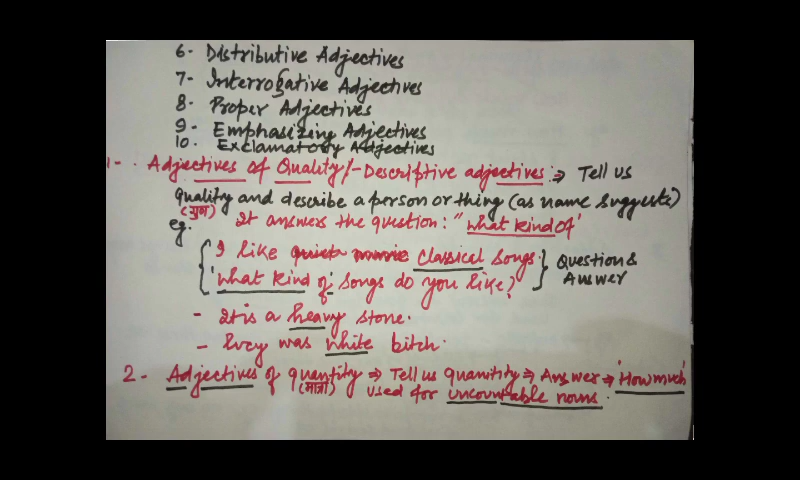 6- Distributive Adjectives
7- Interrogative Adjectives
8- Proper Adjectives
9- Emphasizing Adjectives
10. Exclamatory Adjectives
1- . Adjectives of Quality/-Descriptive adjectives :⇒ Tell us
Quality and describe a person or thing (as name suggests)
(गुण)
eg. It answers the question: "what kind of"
I like classical songs. Question &
'what kind of' songs do you like? Answer
- It is a heavy stone.
- was white bitch.
2- Adjectives of quantity ⇒ Tell us quanitity ⇒ Answer → 'How much'
(मात्रा) used for uncountable nouns.